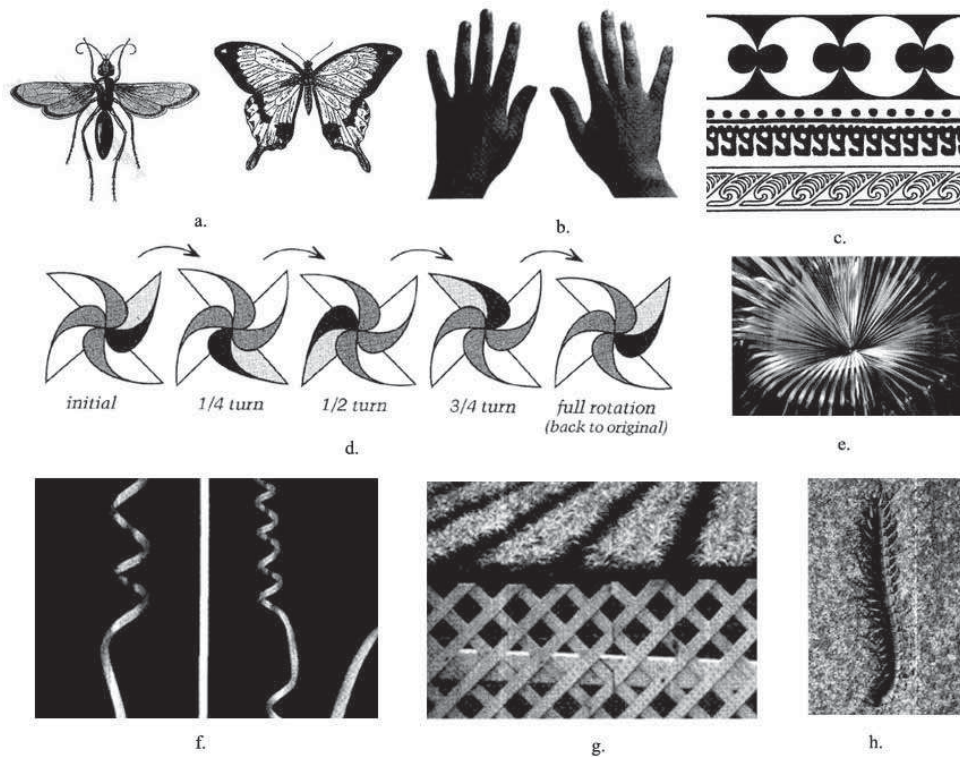 a.
b.
c.
initial
1/4 turn
1/2 turn
3/4 turn
full rotation
(back to original)
d.
e.
f.
g.
h.